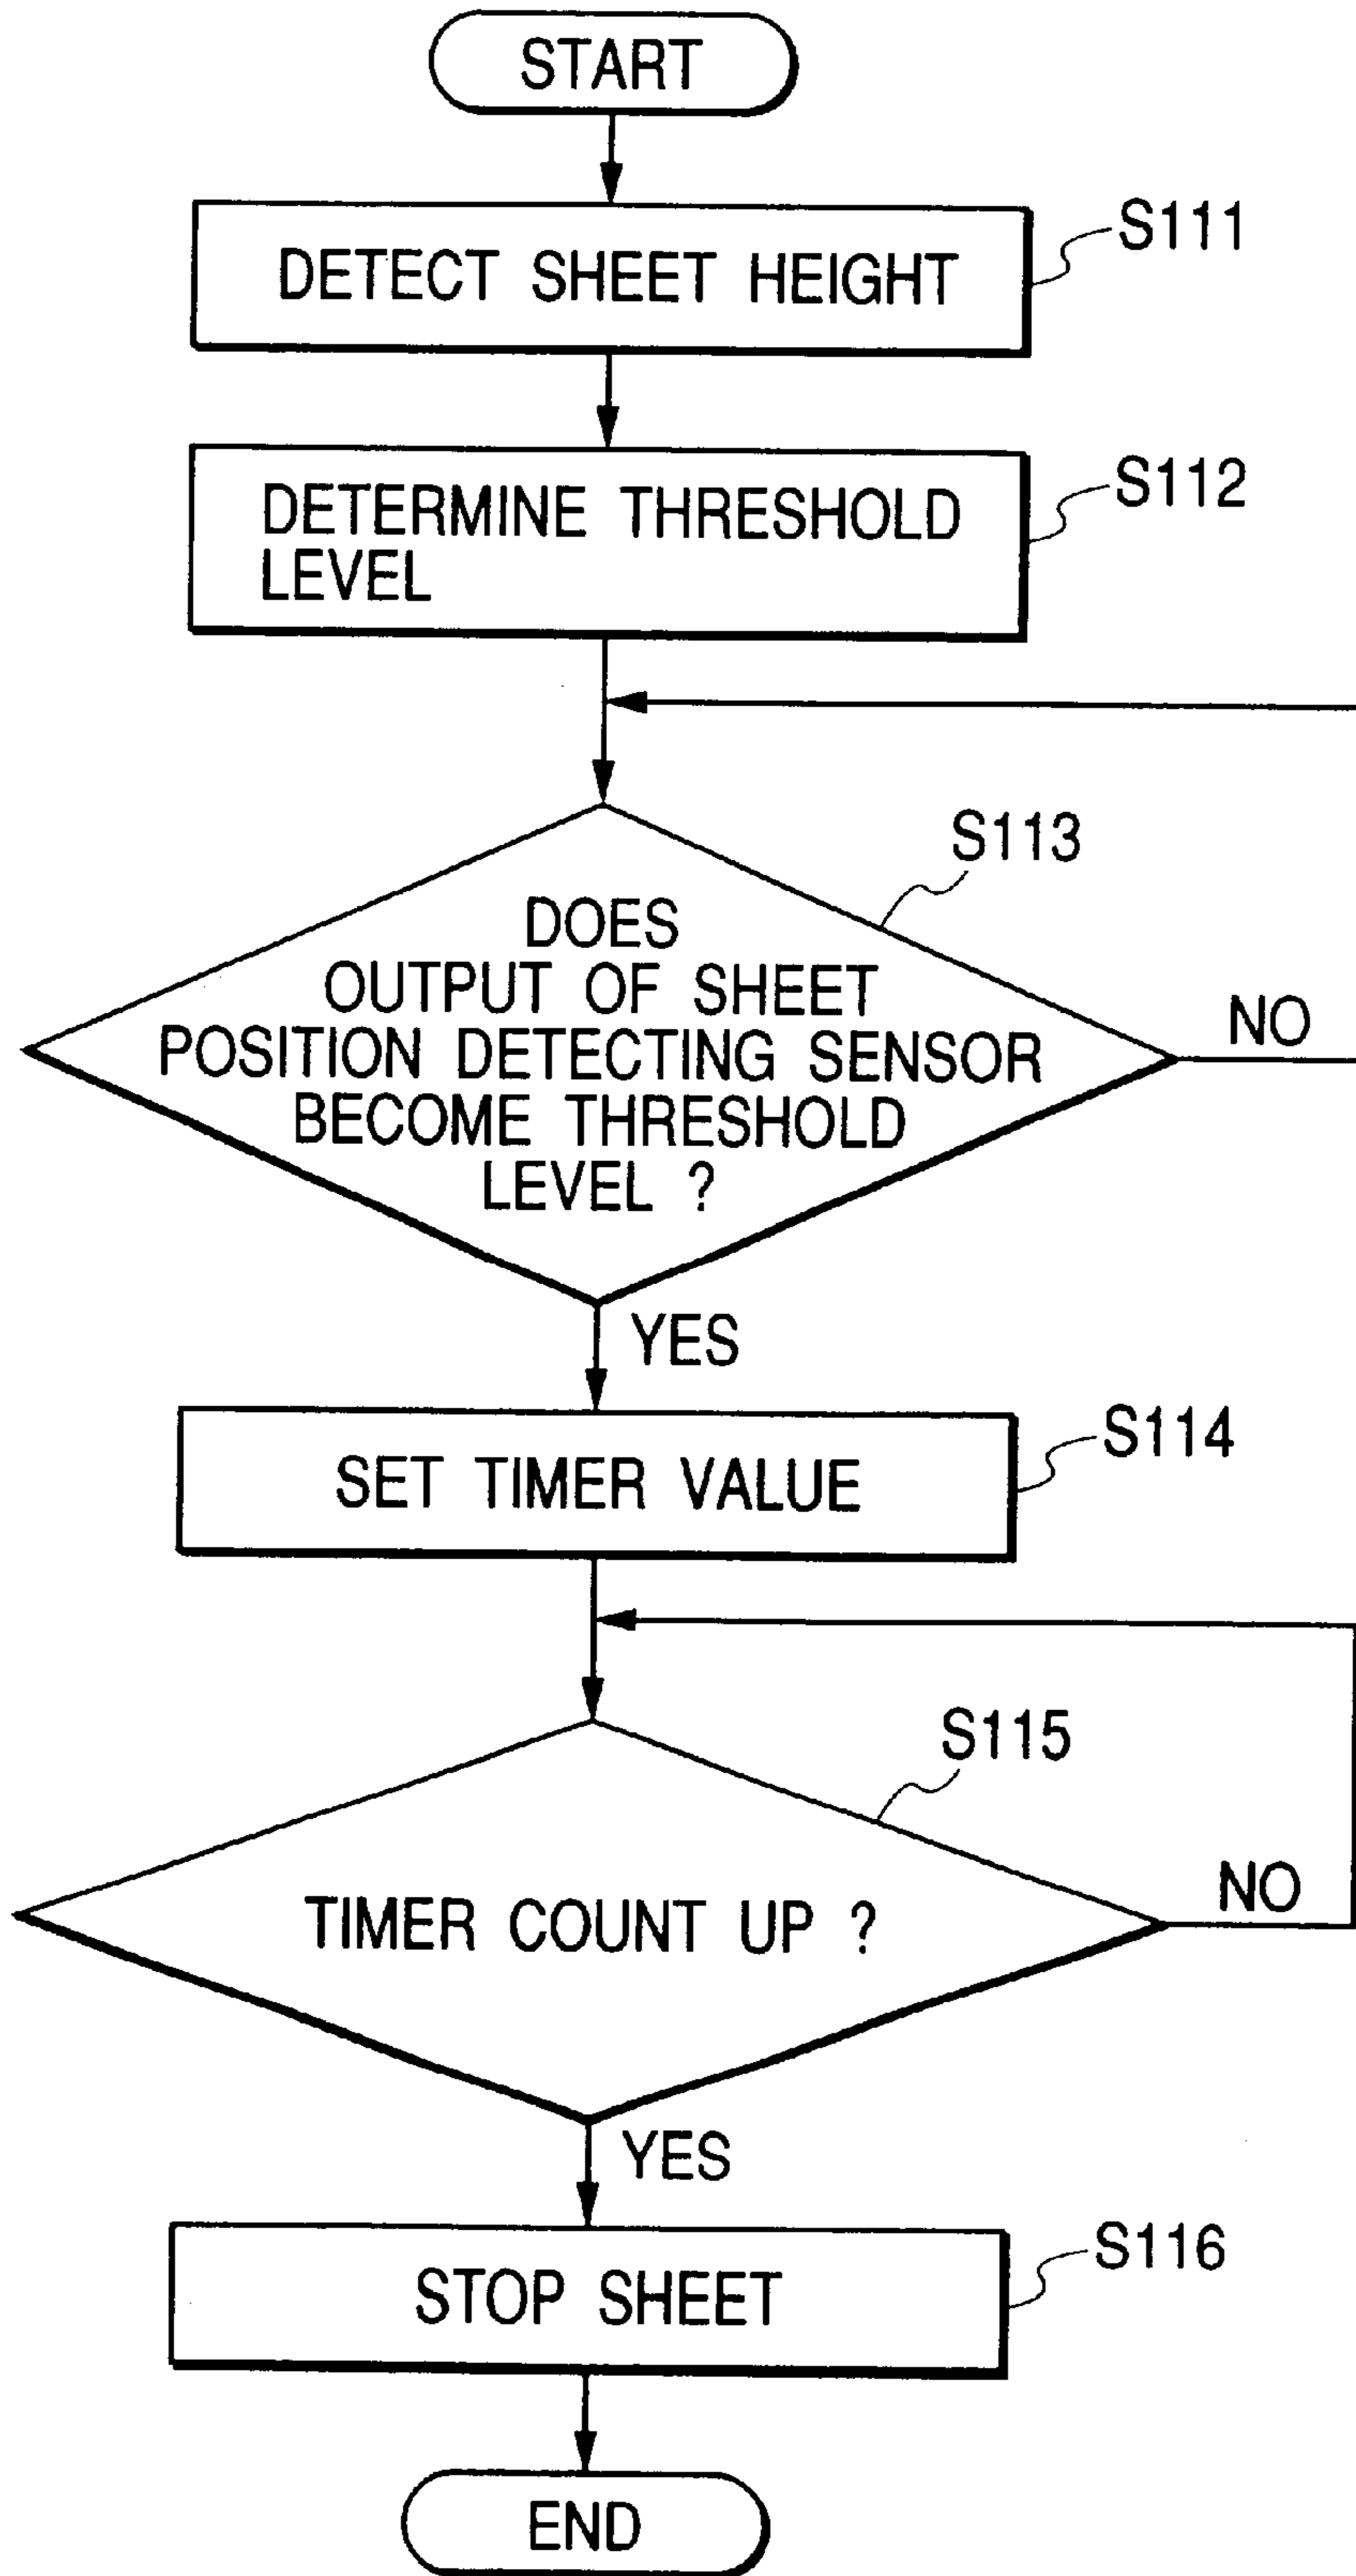 START
DETECT SHEET HEIGHT
S111
DETERMINE THRESHOLD
LEVEL
S112
S113
DOES
OUTPUT OF SHEET
POSITION DETECTING SENSOR
BECOME THRESHOLD
LEVEL ?
NO
YES
SET TIMER VALUE
S114
S115
TIMER COUNT UP ?
NO
YES
STOP SHEET
S116
END